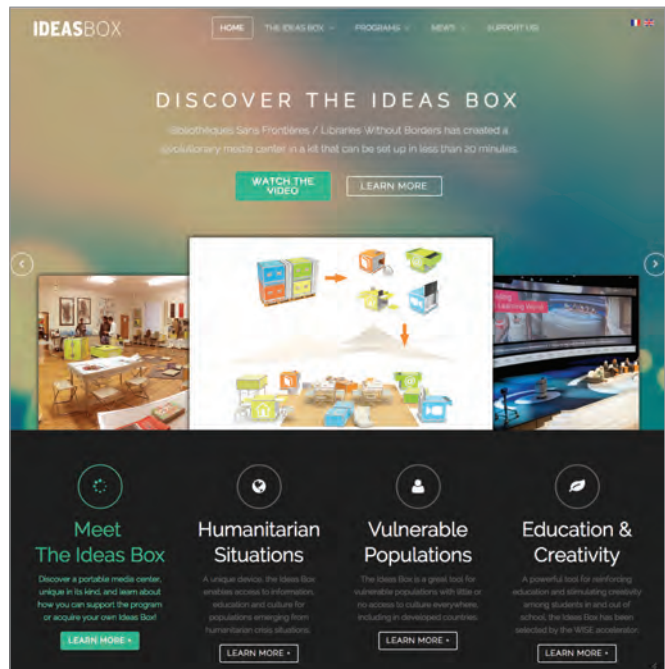 IDEASBOX
HOME THE IDEAS BOX PROGRAMS NEWS SUPPORT US!
DISCOVER THE IDEAS BOX
Bibliothèques Sans Frontières / Libraries Without Borders has created a
revolutionary media center in a kit that can be set up in less than 20 minutes.
WATCH THE
VIDEO
LEARN MORE
Learning World
Meet
The Ideas Box
Discover a portable media center,
unique in its kind, and learn about
how you can support the program
or acquire your own Ideas Box!
LEARN MORE +
Humanitarian
Situations
A unique device, the Ideas Box
enables access to information,
education and culture for
populations emerging from
humanitarian crisis situations.
LEARN MORE +
Vulnerable
Populations
The Ideas Box is a great tool for
vulnerable populations with little or
no access to culture everywhere,
including in developed countries.
LEARN MORE +
Education &
Creativity
A powerful tool for reinforcing
education and stimulating creativity
among students in and out of
school, the Ideas Box has been
selected by the WISE accelerator.
LEARN MORE +